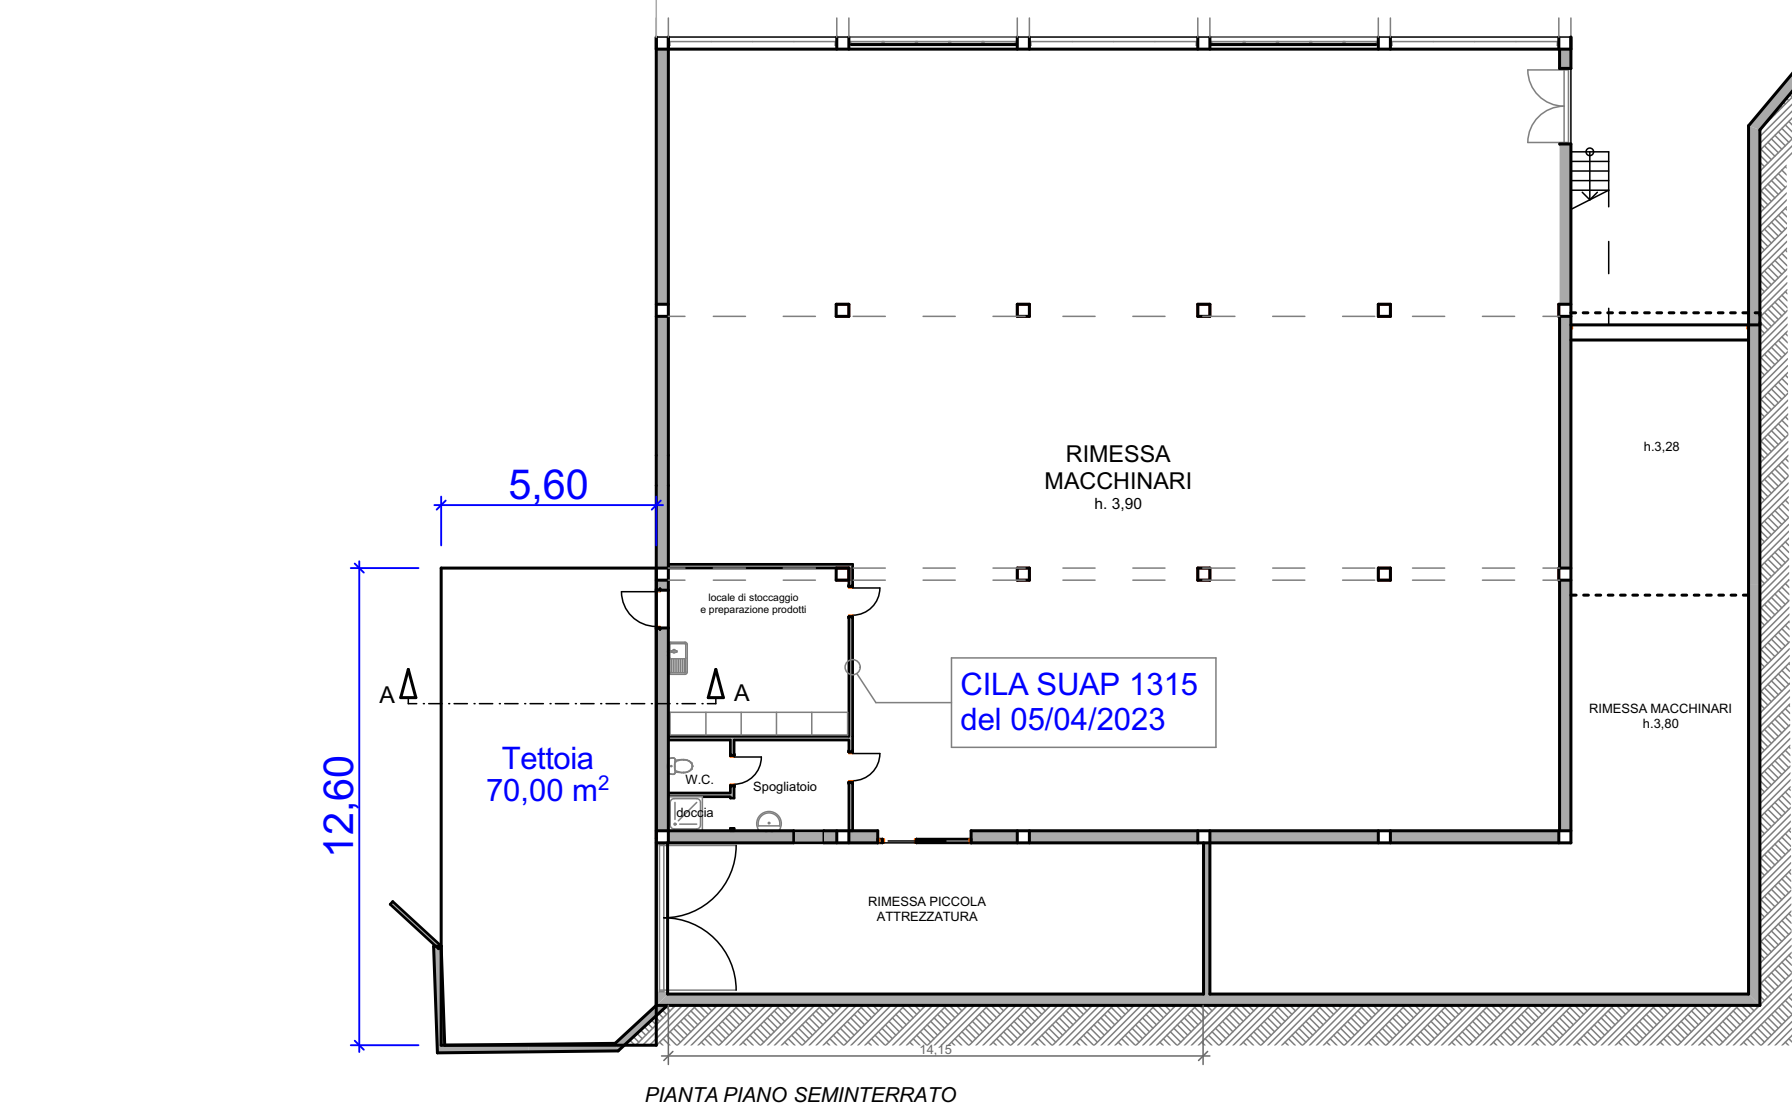 RIMESSA
MACCHINARI
h. 3,90
h.3,28
5,60
locale di stoccaggio
e preparazione prodotti
CILA SUAP 1315
del 05/04/2023
A
A
RIMESSA MACCHINARI
h.3,80
Tettoia
70,00 m²
12,60
W.C.
Spogliatoio
doccia
RIMESSA PICCOLA
ATTREZZATURA
14,15
PIANTA PIANO SEMINTERRATO